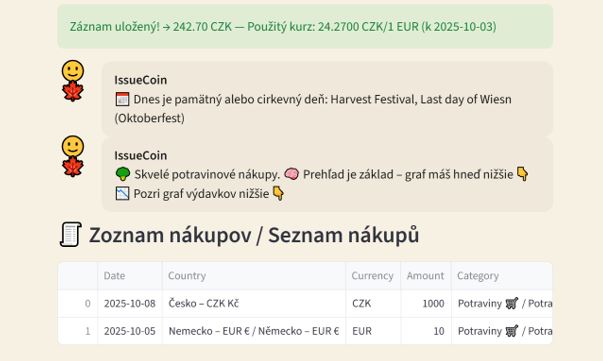 Záznam uložený! → 242.70 CZK — Použitý kurz: 24.2700 CZK/1 EUR (k 2025-10-03)
IssueCoin
Dnes je pamätný alebo cirkevný deň: Harvest Festival, Last day of Wiesn
(Oktoberfest)
IssueCoin
Skvelé potravinové nákupy. Prehľad je základ – graf máš hneď nižšie
Pozri graf výdavkov nižšie
Zoznam nákupov / Seznam nákupů
Date Country Currency Amount Category
0 2025-10-08 Česko – CZK Kč CZK 1000 Potraviny / Potra
1 2025-10-05 Nemecko – EUR € / Německo – EUR € EUR 10 Potraviny / Potra